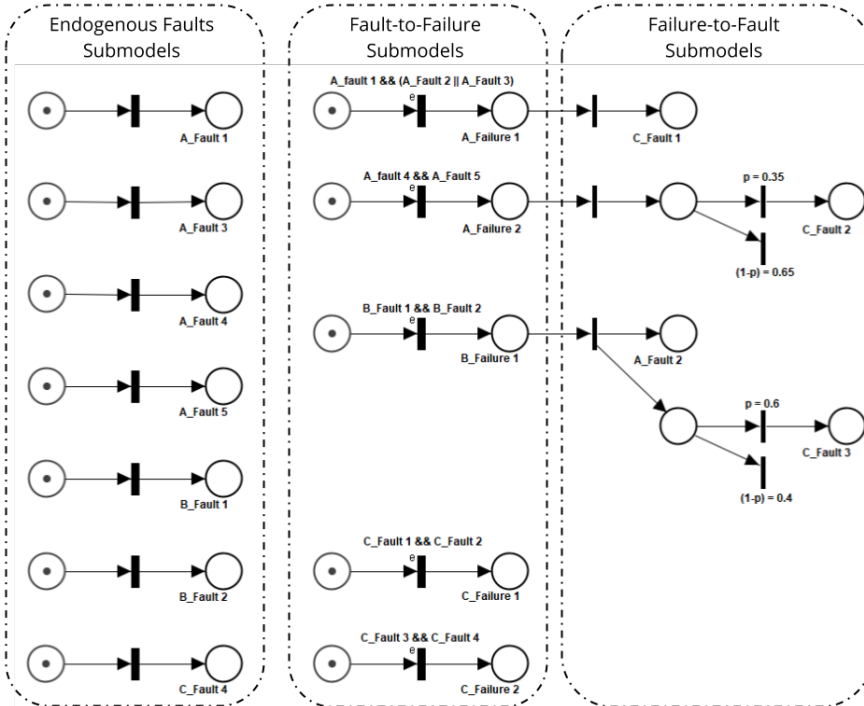 Endogenous Faults
Submodels
Fault-to-Failure
Submodels
Failure-to-Fault
Submodels
A_Fault 1
A_Fault 3
A_Fault 4
A_Fault 5
B_Fault 1
B_Fault 2
C_Fault 4
A_fault 1 && (A_Fault 2 || A_Fault 3)
e
A_Failure 1
A_fault 4 && A_Fault 5
e
A_Failure 2
B_Fault 1 && B_Fault 2
e
B_Failure 1
C_Fault 1 && C_Fault 2
e
C_Failure 1
C_Fault 3 && C_Fault 4
e
C_Failure 2
C_Fault 1
p = 0.35
C_Fault 2
(1-p) = 0.65
A_Fault 2
p = 0.6
C_Fault 3
(1-p) = 0.4